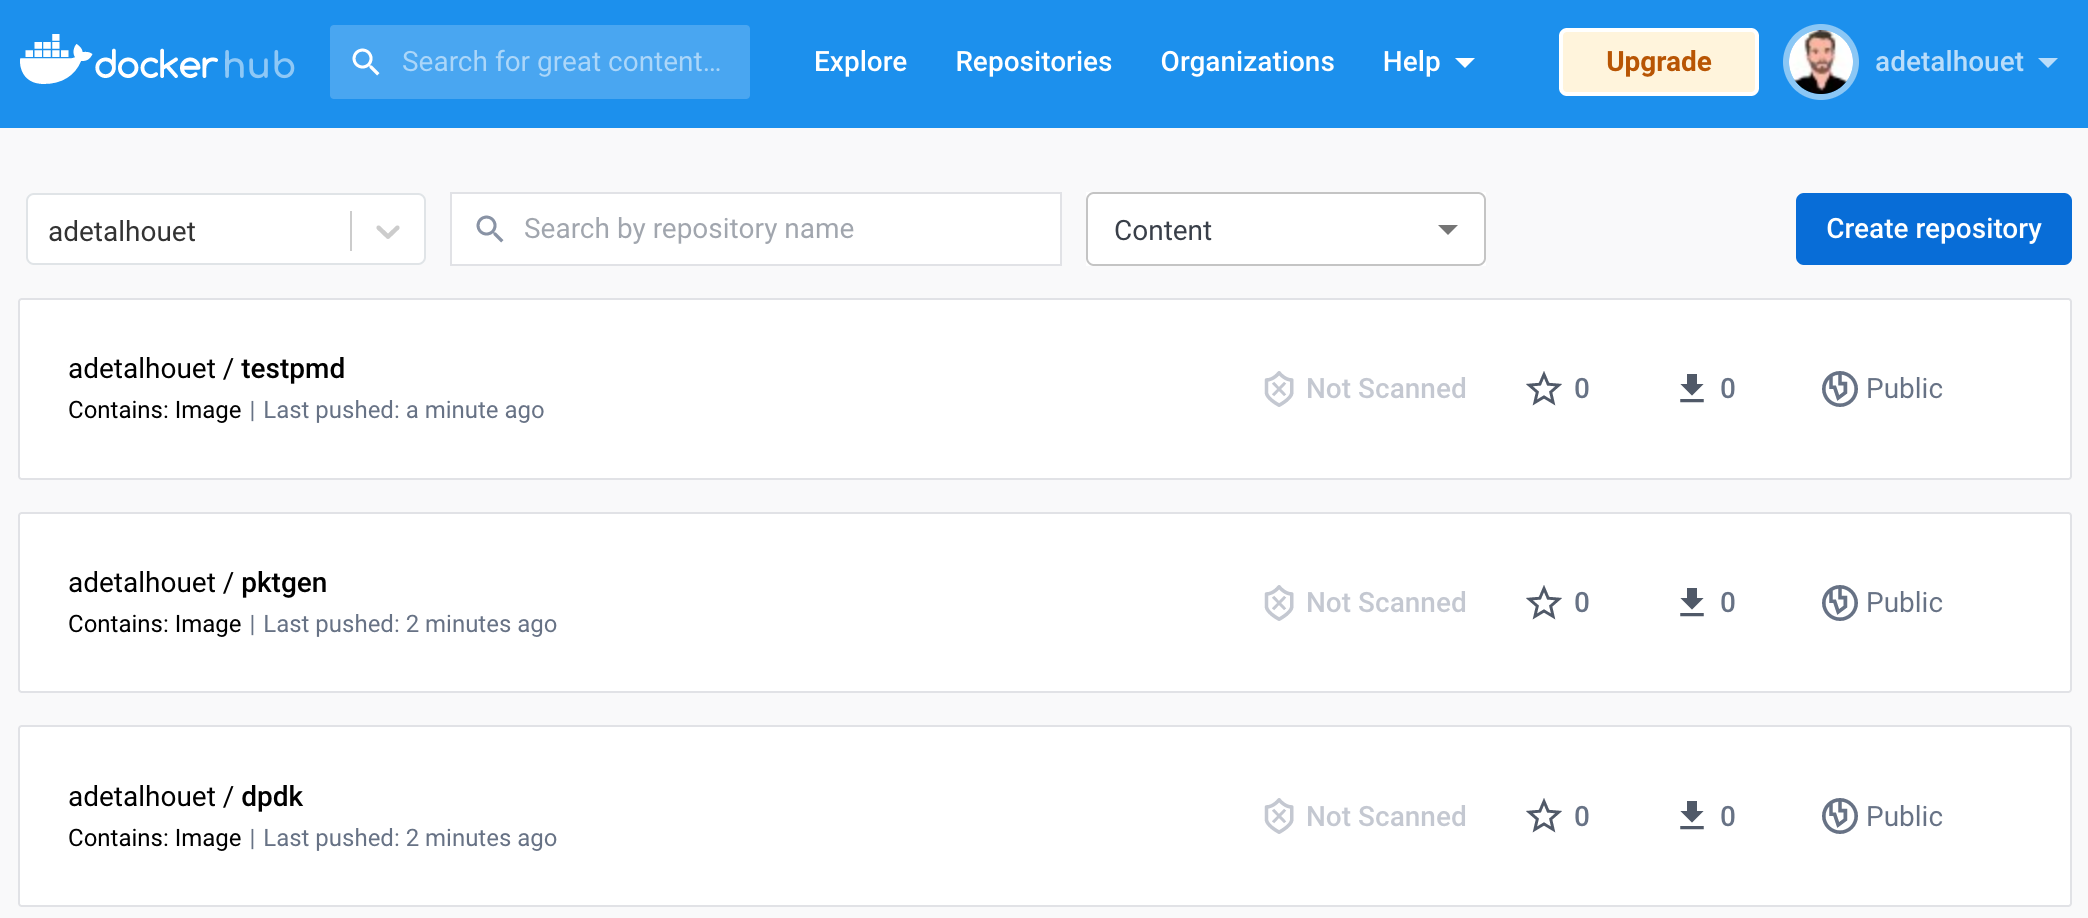 dockerhub
Search for great content...
Explore
Repositories
Organizations
Help
Upgrade
adetalhouet
adetalhouet
Search by repository name
Content
Create repository
adetalhouet / testpmd
Contains: Image | Last pushed: a minute ago
Not Scanned
0
0
Public
adetalhouet / pktgen
Contains: Image | Last pushed: 2 minutes ago
Not Scanned
0
0
Public
adetalhouet / dpdk
Contains: Image | Last pushed: 2 minutes ago
Not Scanned
0
0
Public